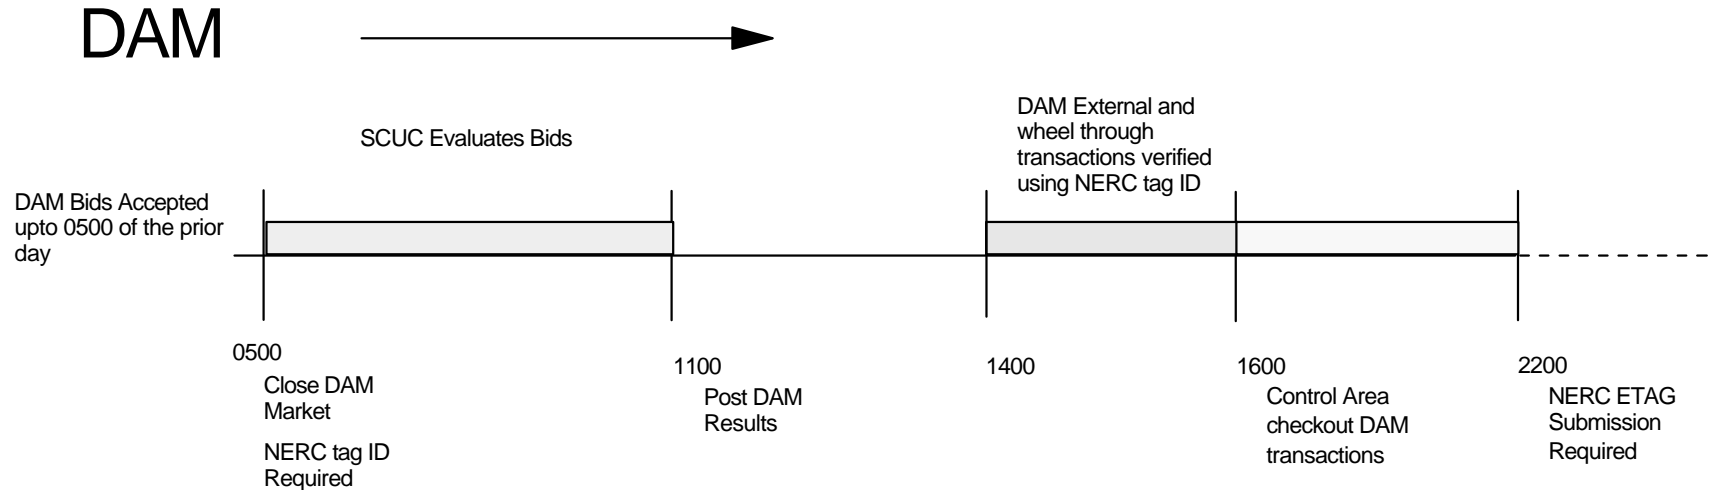 DAM
SCUC Evaluates Bids
DAM External and
wheel through
transactions verified
using NERC tag ID
DAM Bids Accepted
upto 0500 of the prior
day
0500
Close DAM
Market
NERC tag ID
Required
1100
Post DAM
Results
1400
1600
Control Area
checkout DAM
transactions
2200
NERC ETAG
Submission
Required